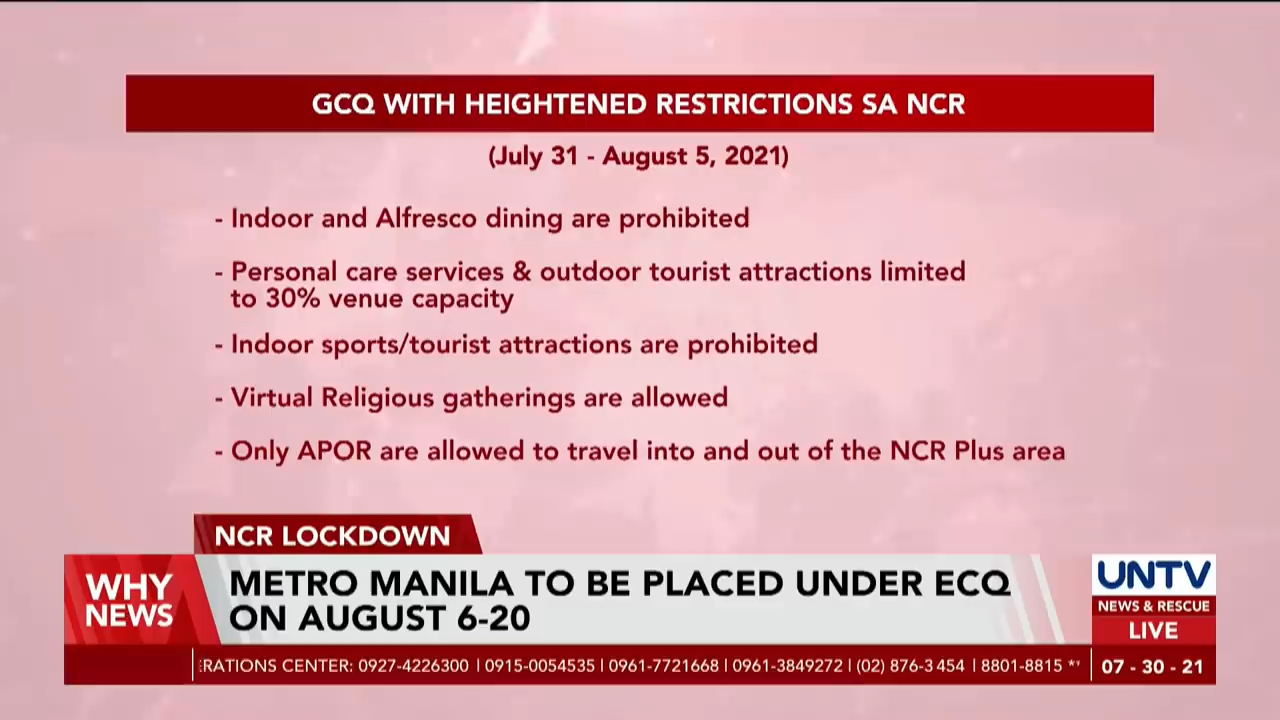 GCQ WITH HEIGHTENED RESTRICTIONS SA NCR
(July 31 - August 5, 2021)
- Indoor and Alfresco dining are prohibited
- Personal care services & outdoor tourist attractions limited
to 30% venue capacity
- Indoor sports/tourist attractions are prohibited
- Virtual Religious gatherings are allowed
- Only APOR are allowed to travel into and out of the NCR Plus area
NCR LOCKDOWN
WHY
NEWS
METRO MANILA TO BE PLACED UNDER ECQ
ON AUGUST 6-20
UNTV
NEWS & RESCUE
LIVE
ERATIONS CENTER: 0927-4226300 | 0915-0054535 | 0961-7721668 | 0961-3849272 | (02) 876-3 454 | 8801-8815 *
07 - 30 - 21